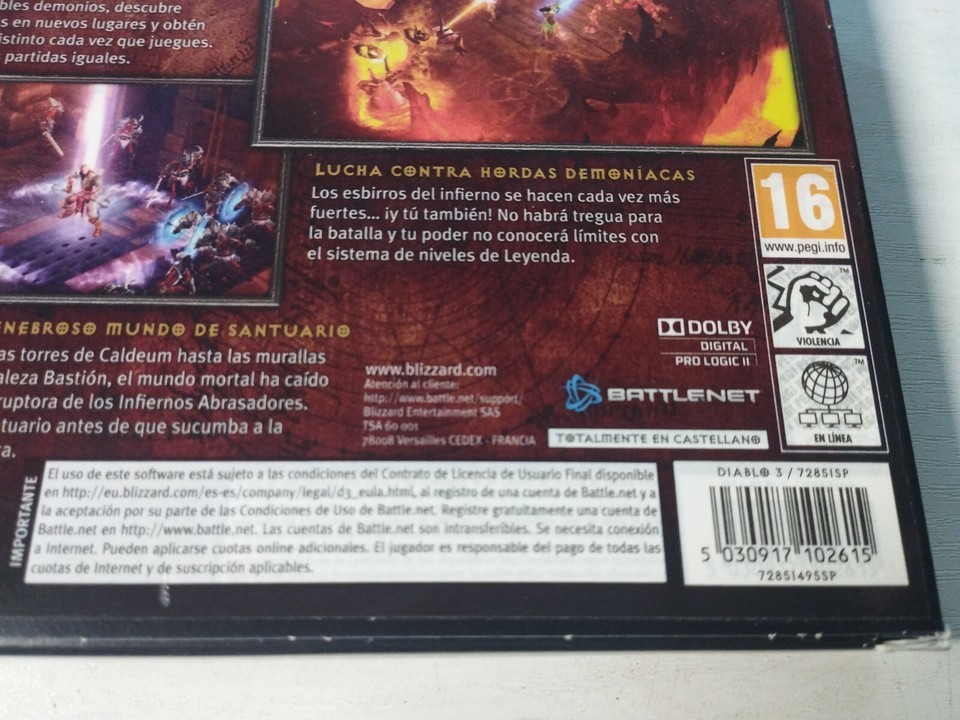 bles demonios, descubre
s en nuevos lugares y obtén
istinto cada vez que juegues.
partidas iguales.
LUCHA CONTRA HORDAS DEMONÍACAS
Los esbirros del infierno se hacen cada vez más
fuertes... ¡y tú también! No habrá tregua para
la batalla y tu poder no conocerá límites con
el sistema de niveles de Leyenda.
16
www.pegi.info
VIOLENCIA
EN LÍNEA
ENEBROSO MUNDO DE SANTUARIO
as torres de Caldeum hasta las murallas
aleza Bastión, el mundo mortal ha caído
ruptora de los Infiernos Abrasadores.
tuario antes de que sucumba a la
a.
www.blizzard.com
Atención al cliente:
http://www.battle.net/support/
Blizzard Entertainment SAS
TSA 60 001
78008 Versailles CEDEX - FRANCIA
DOLBY
DIGITAL
PRO LOGIC II
BATTLE.NET
TOTALMENTE EN CASTELLANO
IMPORTANTE
El uso de este software está sujeto a las condiciones del Contrato de Licencia de Usuario Final disponible
en http://eu.blizzard.com/es-es/company/legal/d3_eula.html, al registro de una cuenta de Battle.net y a
la aceptación por su parte de las Condiciones de Uso de Battle.net. Registre gratuitamente una cuenta de
Battle.net en http://www.battle.net. Las cuentas de Battle.net son intransferibles. Se necesita conexión
a Internet. Pueden aplicarse cuotas online adicionales. El jugador es responsable del pago de todas las
cuotas de Internet y de suscripción aplicables.
DIABLO 3 / 72851SP
5 030917 102615
7285149SSP